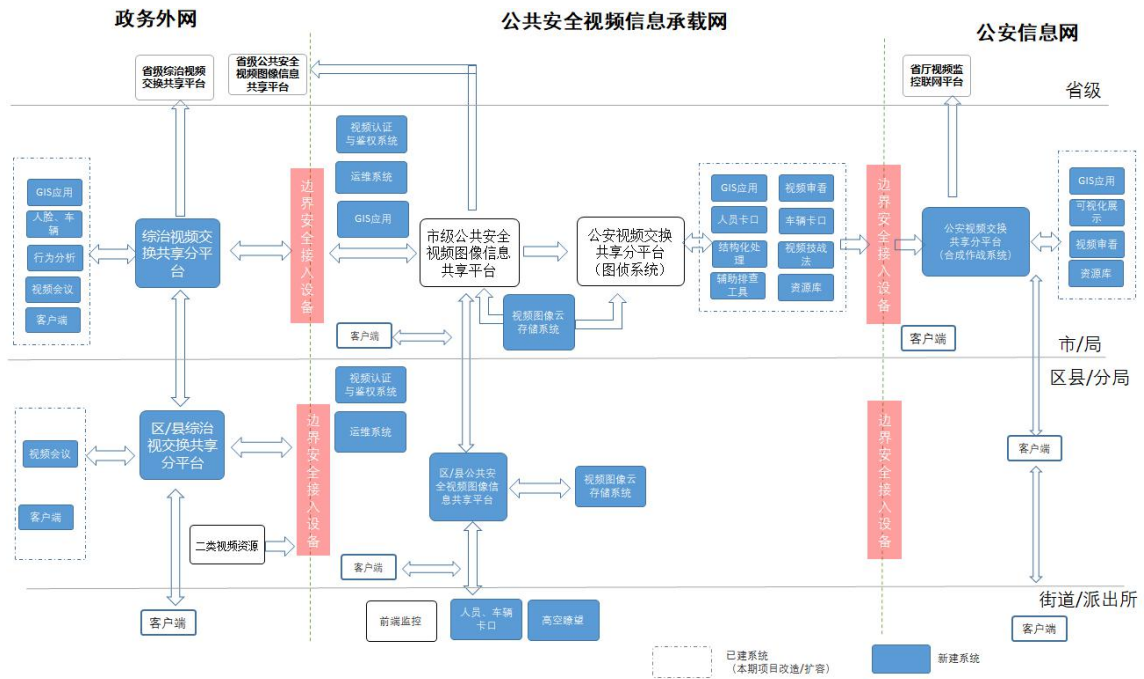 政务外网
公共安全视频信息承载网
公安信息网
省级综治视频
交换共享平台
省级公共安全
视频图像信息
共享平台
省厅视频监
控联网平台
省级
视频认证
与鉴权系统
运维系统
GIS应用
GIS应用
人脸、车
辆
行为分析
视频会议
客户端
综治视频交
换共享分平
台
边界安全接入设备
市级公共安全
视频图像信息
共享平台
公安视频交换
共享分平台
（图侦系统）
视频图像云
存储系统
客户端
GIS应用
视频审看
人员卡口
车辆卡口
结构化处
理
视频技战
法
辅助排查
工具
资源库
边界安全接入设备
公安视频交换
共享分平台
（合成作战系统）
GIS应用
可视化展
示
视频审看
资源库
客户端
市/局
区县/分局
视频认证
与鉴权系统
运维系统
视频会议
客户端
区/县综治
视交换共享
分平台
边界安全接入设备
二类视频资源
区/县公共安
全视频图像信
息共享平台
视频图像云
存储系统
边界安全接入设备
客户端
客户端
街道/派出所
客户端
前端监控
人员、车辆
卡口
高空瞭望
客户端
已建系统
（本期项目改造/扩容）
新建系统